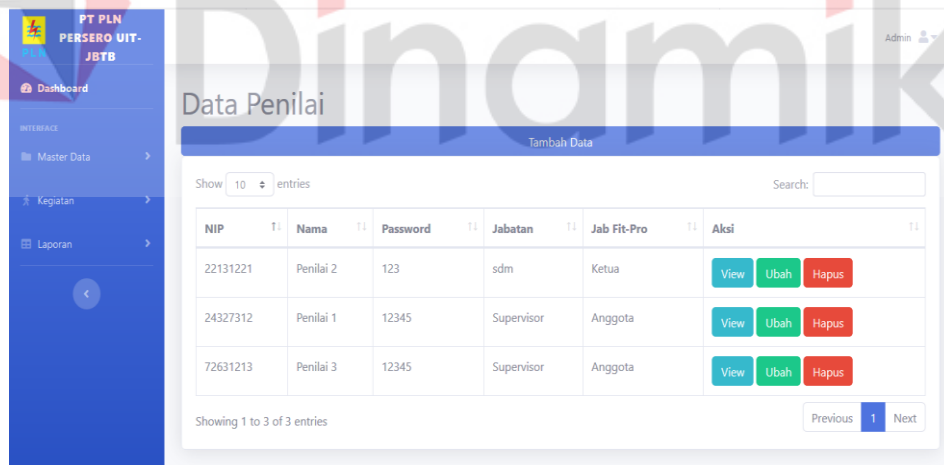 PT PLN
PERSERO UIT-
JBTB
PLN
Admin
Dinamik
Dashboard
Data Penilai
INTERFACE
Tambah Data
Master Data
Show 10 entries
Search:
Kegiatan
NIP Nama Password Jabatan Jab Fit-Pro Aksi
Laporan
22131221 Penilai 2 123 sdm Ketua View Ubah Hapus
24327312 Penilai 1 12345 Supervisor Anggota View Ubah Hapus
72631213 Penilai 3 12345 Supervisor Anggota View Ubah Hapus
Showing 1 to 3 of 3 entries
Previous 1 Next